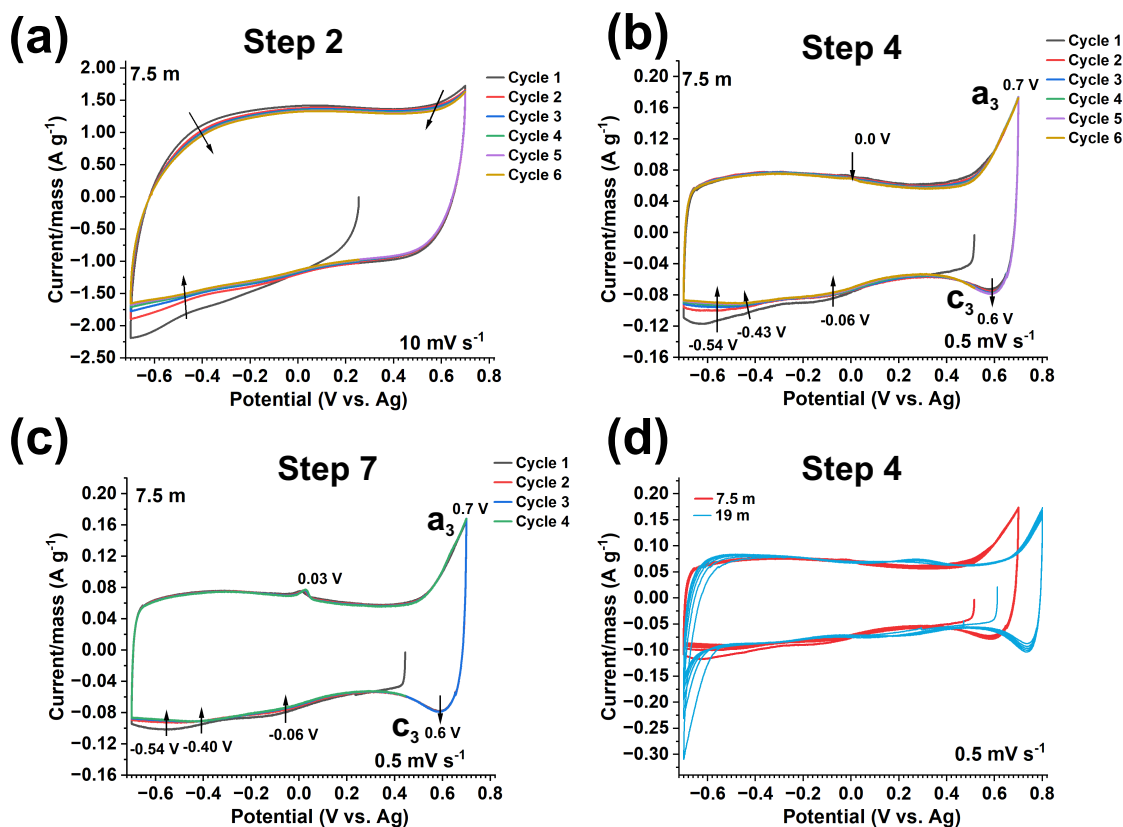 (a)
Step 2
7.5 m
Cycle 1
Cycle 2
Cycle 3
Cycle 4
Cycle 5
Cycle 6
2.00
1.50
1.00
0.50
0.00
−0.50
−1.00
−1.50
−2.00
−2.50
Current/mass (A g⁻¹)
10 mV s⁻¹
−0.6 −0.4 −0.2 0.0 0.2 0.4 0.6 0.8
Potential (V vs. Ag)
(b)
Step 4
7.5 m
Cycle 1
Cycle 2
Cycle 3
Cycle 4
Cycle 5
Cycle 6
0.20
0.16
0.12
0.08
0.04
0.00
−0.04
−0.08
−0.12
−0.16
Current/mass (A g⁻¹)
a₃
0.7 V
0.0 V
c₃
0.6 V
-0.06 V
-0.43 V
-0.54 V
0.5 mV s⁻¹
−0.6 −0.4 −0.2 0.0 0.2 0.4 0.6 0.8
Potential (V vs. Ag)
(c)
Step 7
7.5 m
Cycle 1
Cycle 2
Cycle 3
Cycle 4
0.20
0.16
0.12
0.08
0.04
0.00
−0.04
−0.08
−0.12
−0.16
Current/mass (A g⁻¹)
a₃
0.7 V
0.03 V
c₃
0.6 V
-0.06 V
-0.40 V
-0.54 V
0.5 mV s⁻¹
−0.6 −0.4 −0.2 0.0 0.2 0.4 0.6 0.8
Potential (V vs. Ag)
(d)
Step 4
7.5 m
19 m
0.20
0.15
0.10
0.05
0.00
−0.05
−0.10
−0.15
−0.20
−0.25
−0.30
Current/mass (A g⁻¹)
0.5 mV s⁻¹
−0.6 −0.4 −0.2 0.0 0.2 0.4 0.6 0.8
Potential (V vs. Ag)